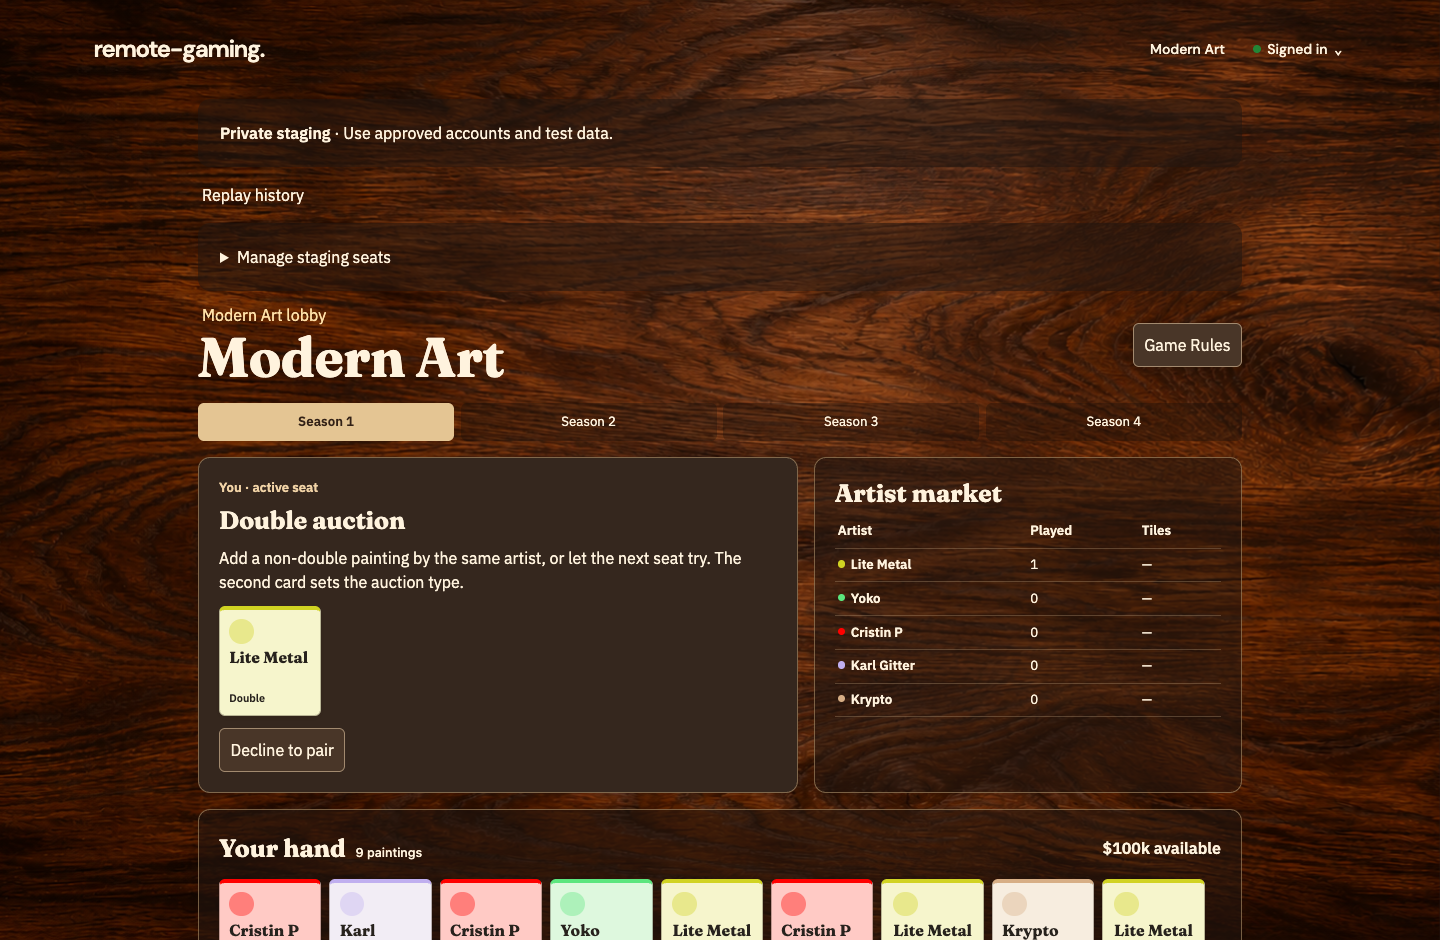 remote-gaming.
Modern Art
Signed in
Private staging · Use approved accounts and test data.
Replay history
Manage staging seats
Modern Art lobby
Modern Art
Game Rules
Season 1
Season 2
Season 3
Season 4
You · active seat
Double auction
Add a non-double painting by the same artist, or let the next seat try. The
second card sets the auction type.
Lite Metal
Double
Decline to pair
Artist market
Artist Played Tiles
Lite Metal 1 —
Yoko 0 —
Cristin P 0 —
Karl Gitter 0 —
Krypto 0 —
Your hand 9 paintings
$100k available
Cristin P
Karl
Cristin P
Yoko
Lite Metal
Cristin P
Lite Metal
Krypto
Lite Metal